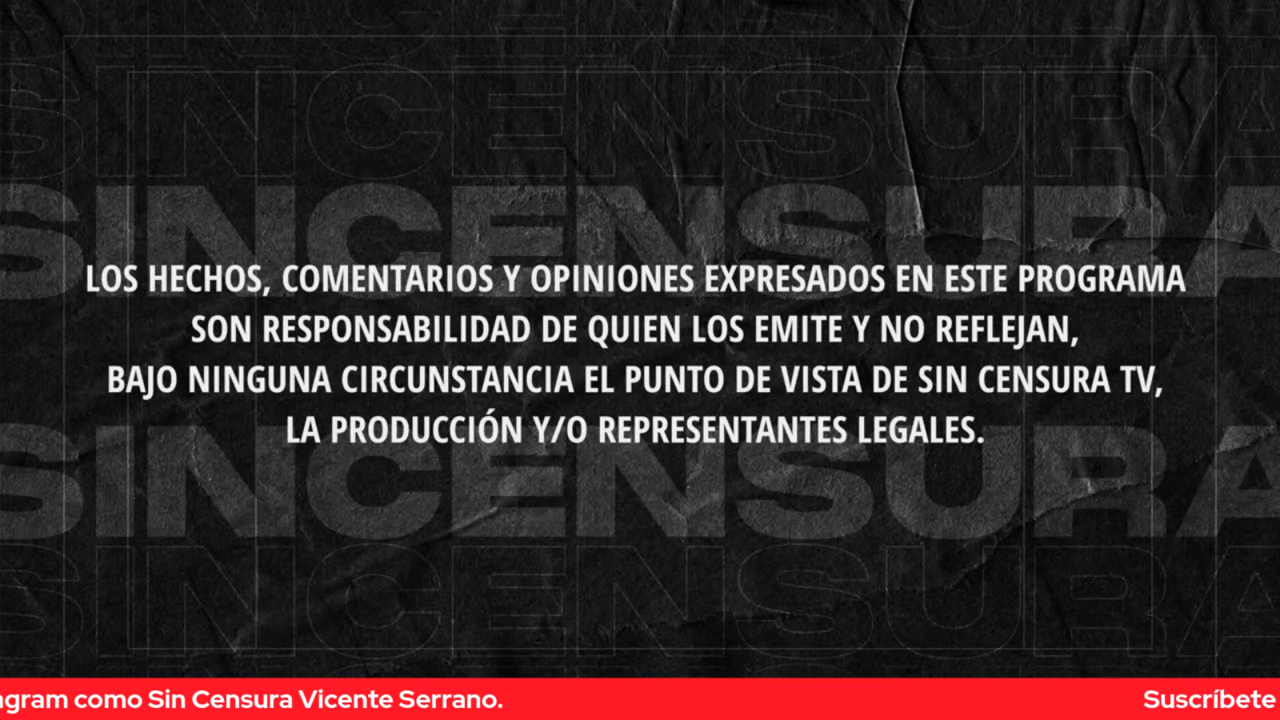 SINCENSURA
SINCENSURA
LOS HECHOS, COMENTARIOS Y OPINIONES EXPRESADOS EN ESTE PROGRAMA
SON RESPONSABILIDAD DE QUIEN LOS EMITE Y NO REFLEJAN,
BAJO NINGUNA CIRCUNSTANCIA EL PUNTO DE VISTA DE SIN CENSURA TV,
LA PRODUCCIÓN Y/O REPRESENTANTES LEGALES.
SINCENSURA
SINCENSURA
agram como Sin Censura Vicente Serrano. Suscríbete